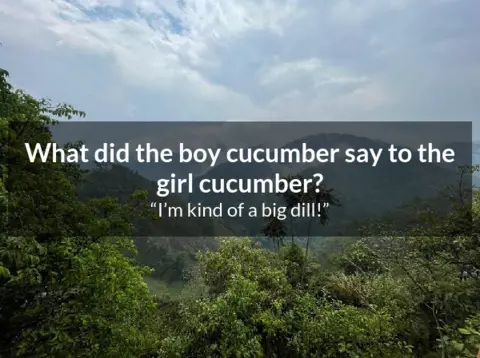 What did the boy cucumber say to the
girl cucumber?
“I’m kind of a big dill!”